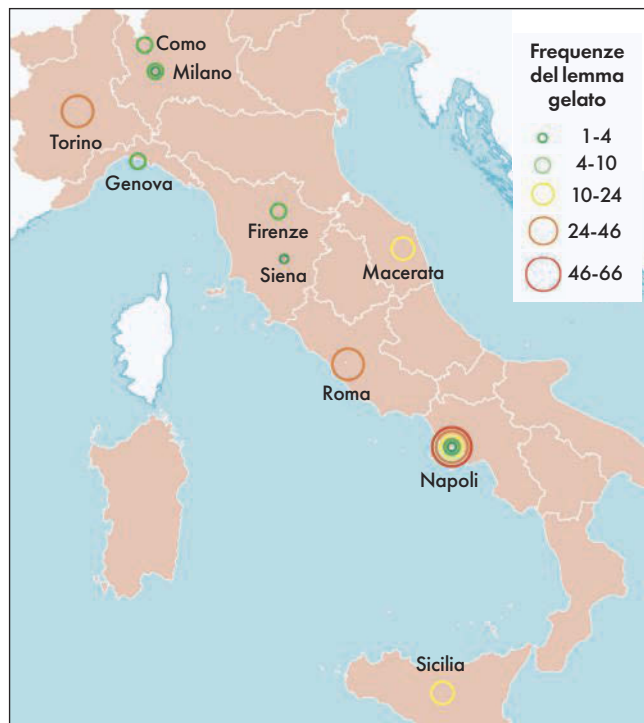 Como
Milano
Torino
Genova
Firenze
Siena
Macerata
Roma
Napoli
Sicilia
Frequenze
del lemma
gelato
1-4
4-10
10-24
24-46
46-66